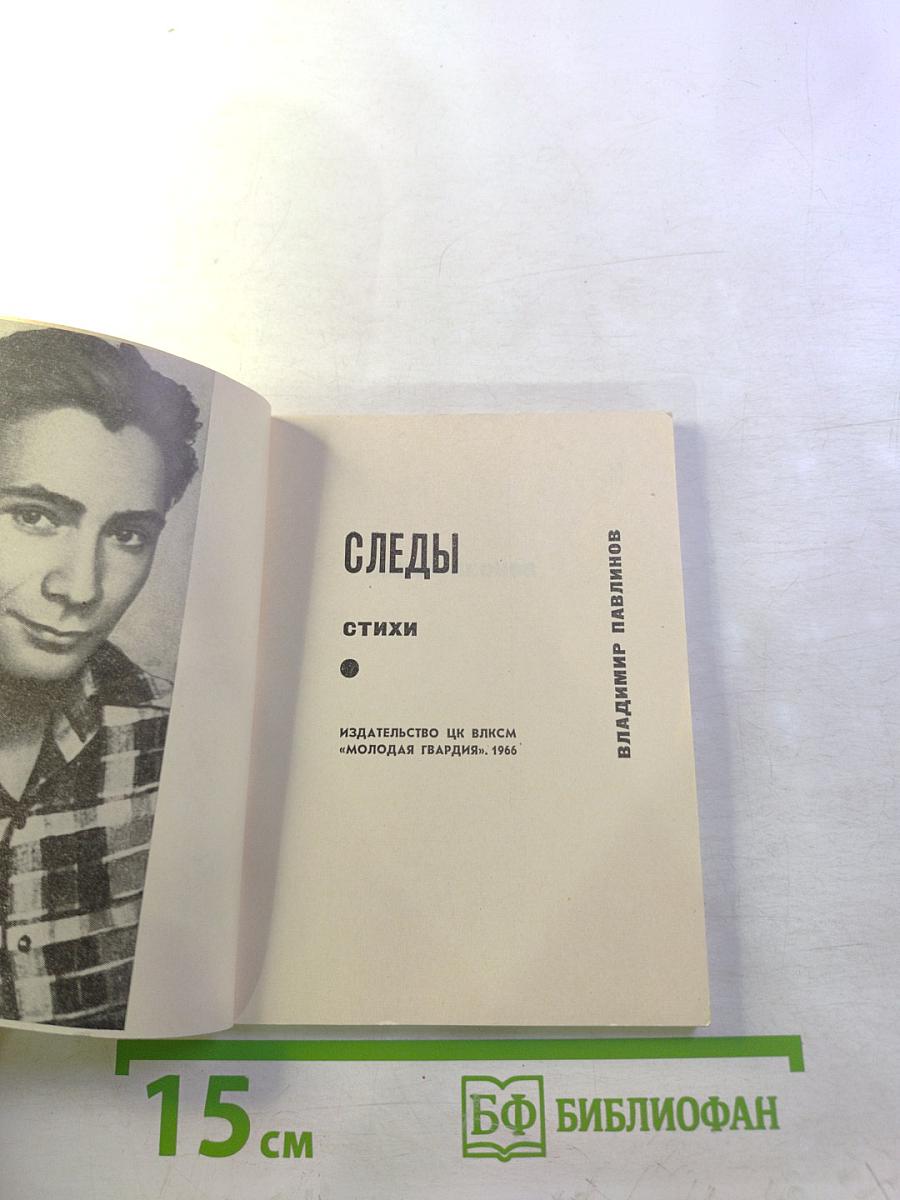 СЛЕДЫ
СТИХИ
ИЗДАТЕЛЬСТВО ЦК ВЛКСМ
«МОЛОДАЯ ГВАРДИЯ». 1966
ВЛАДИМИР ПАВЛИНОВ
15 см
БФ БИБЛИОФАН